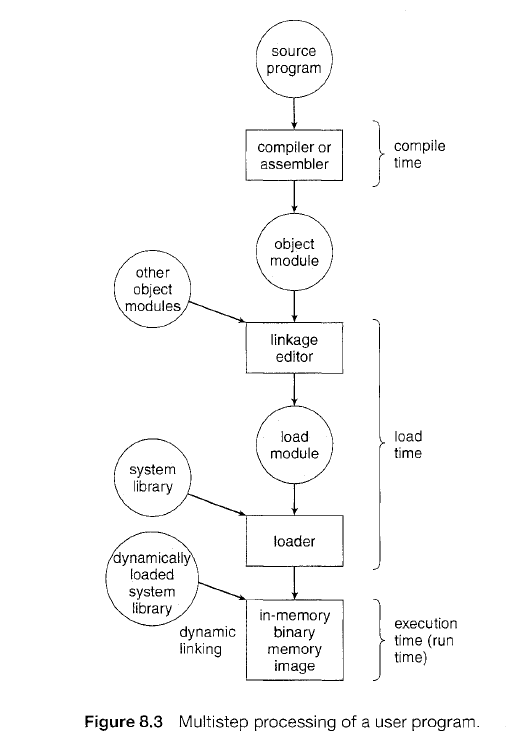 source
program
compiler or
assembler
compile
time
object
module
other
object
modules
linkage
editor
load
module
load
time
system
library
loader
dynamically
loaded
system
library
dynamic
linking
in-memory
binary
memory
image
execution
time (run
time)
Figure 8.3 Multistep processing of a user program.